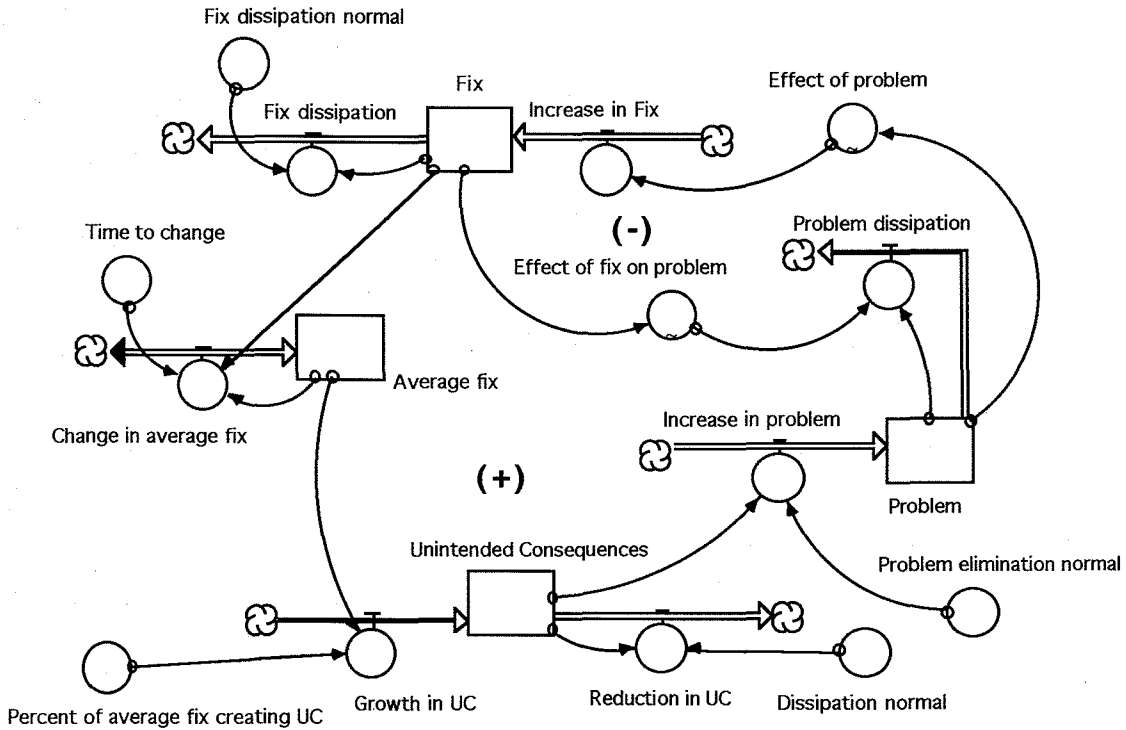 Fix dissipation normal
Fix
Effect of problem
Fix dissipation
Increase in Fix
(-)
Problem dissipation
Time to change
Effect of fix on problem
Average fix
Increase in problem
Change in average fix
(+)
Problem
Unintended Consequences
Problem elimination normal
Growth in UC
Reduction in UC
Dissipation normal
Percent of average fix creating UC